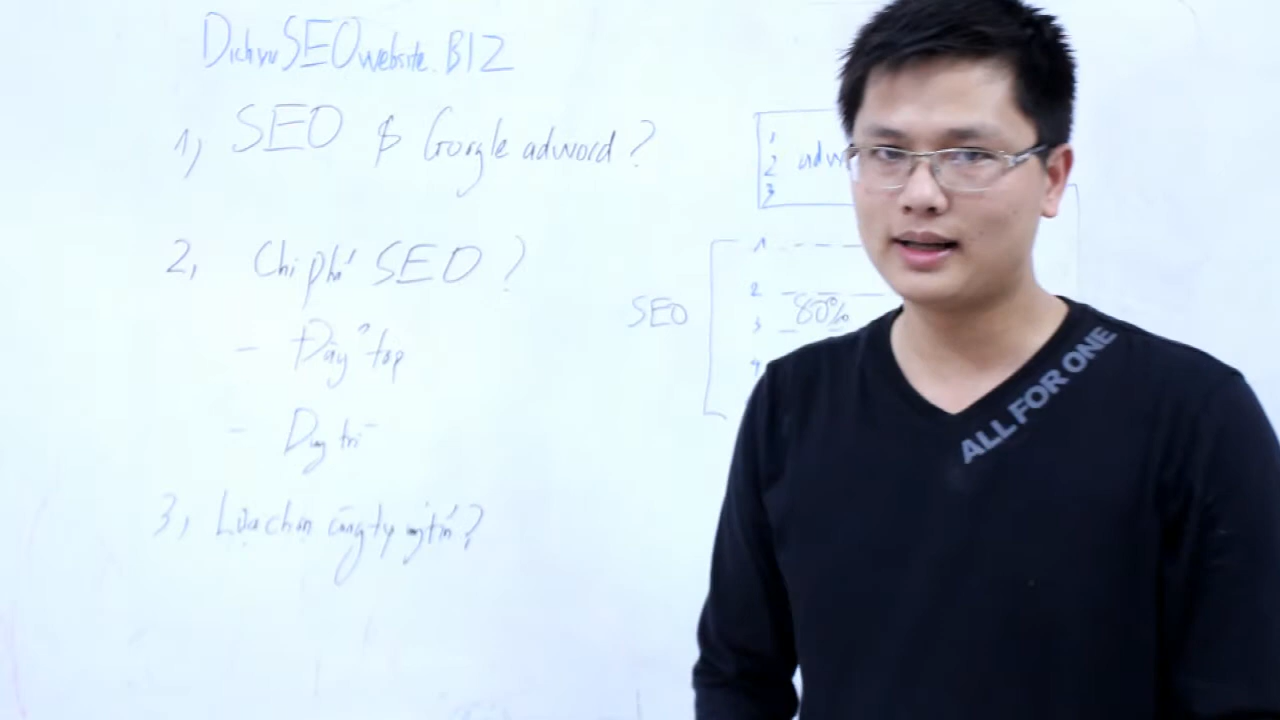 DichvuSEOwebsite.BIZ
1, SEO $ Google adword?
2, Chi phí SEO?
- Đẩy top
- Duy trì
3, Lựa chọn công ty uy tín?
1
2 adw
3
SEO
1
2
3 80%
4
ALL FOR ONE